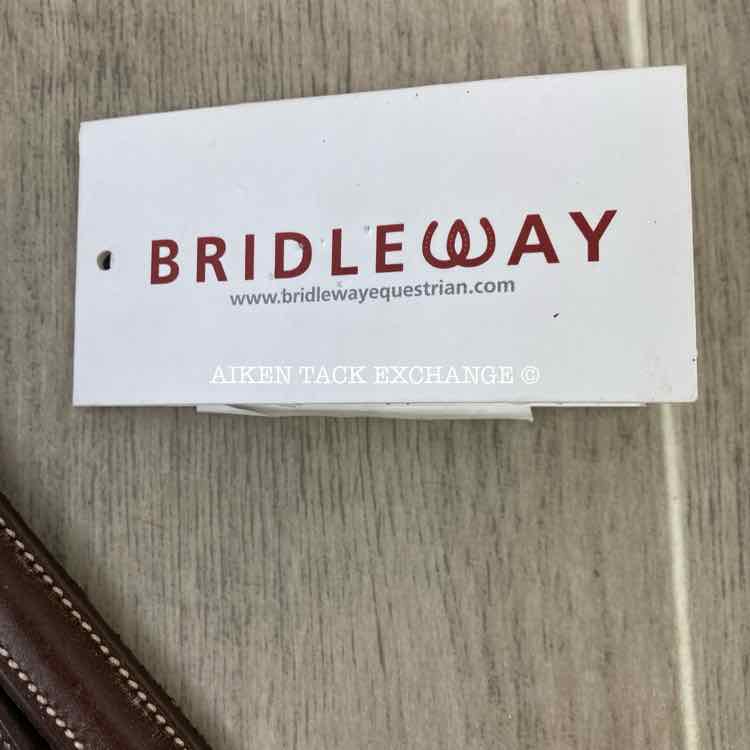 BRIDLEWAY
www.bridlewayequestrian.com
AIKEN TACK EXCHANGE ©